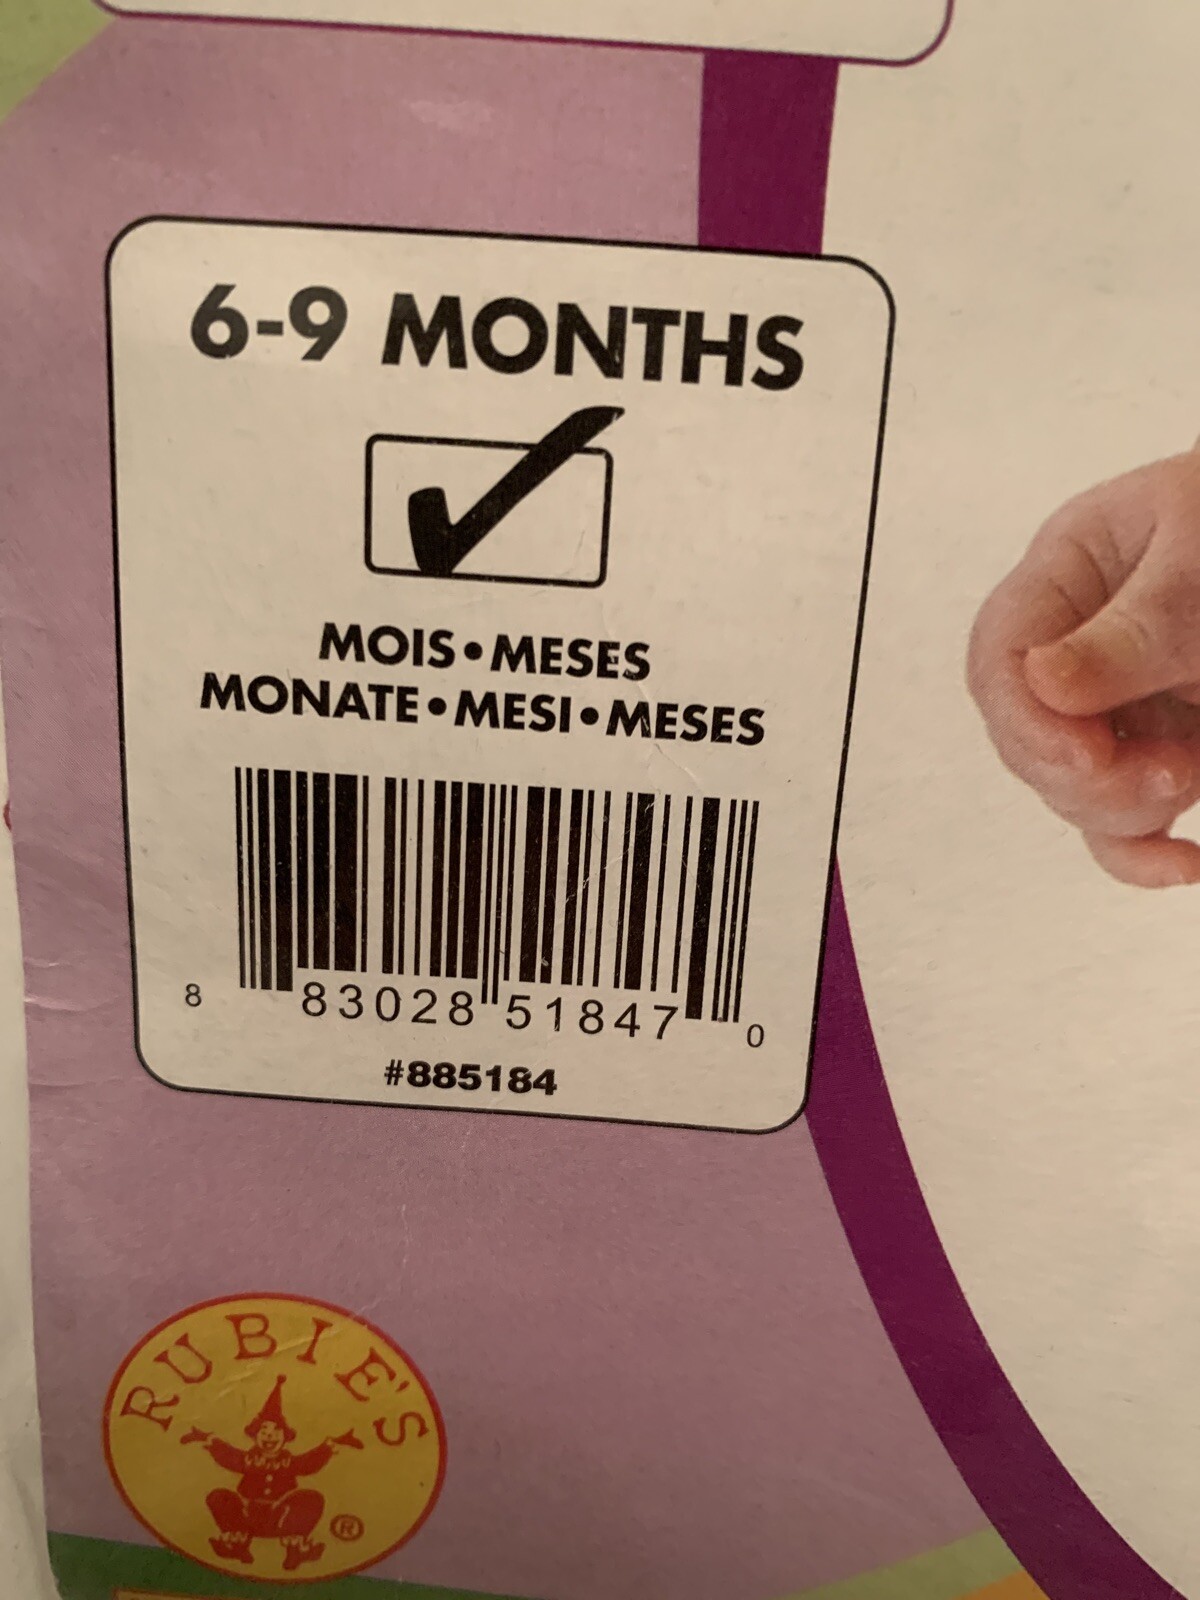 6-9 MONTHS
MOIS•MESES
MONATE•MESI•MESES
8 83028 51847 0
#885184
RUBIE'S
®